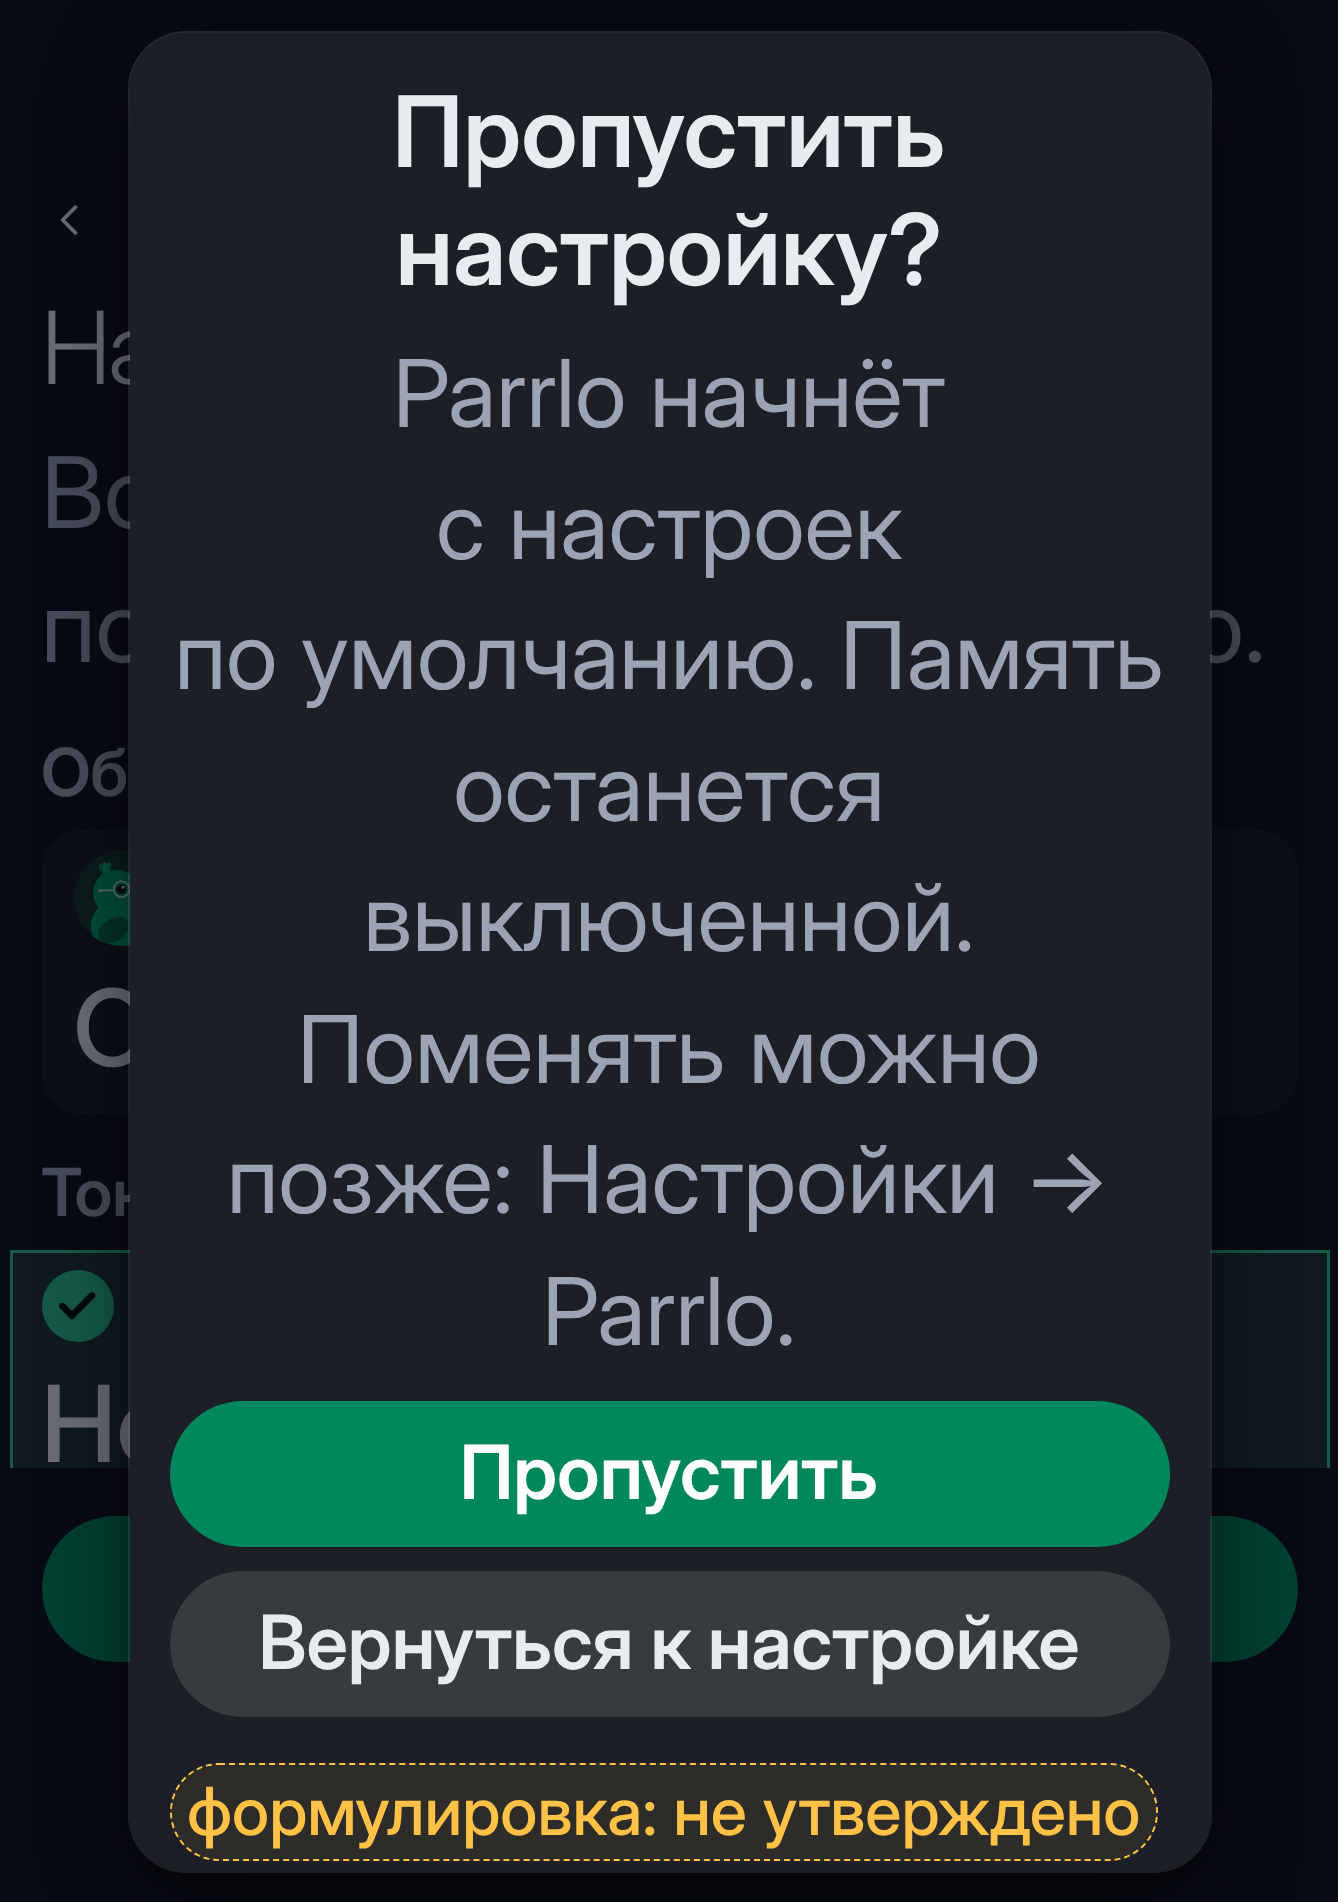 Пропустить
настройку?
Parrlo начнёт
с настроек
по умолчанию. Память
останется
выключенной.
Поменять можно
позже: Настройки →
Parrlo.
Пропустить
Вернуться к настройке
формулировка: не утверждено